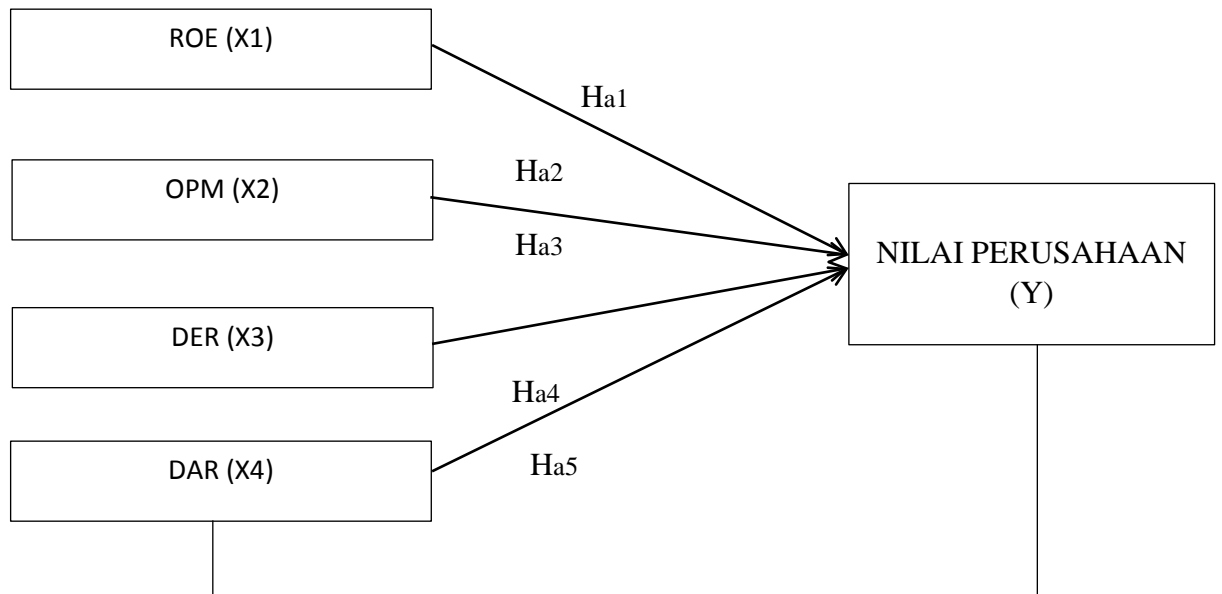 ROE (X1)
Ha1
OPM (X2)
Ha2
Ha3
NILAI PERUSAHAAN
(Y)
DER (X3)
Ha4
DAR (X4)
Ha5